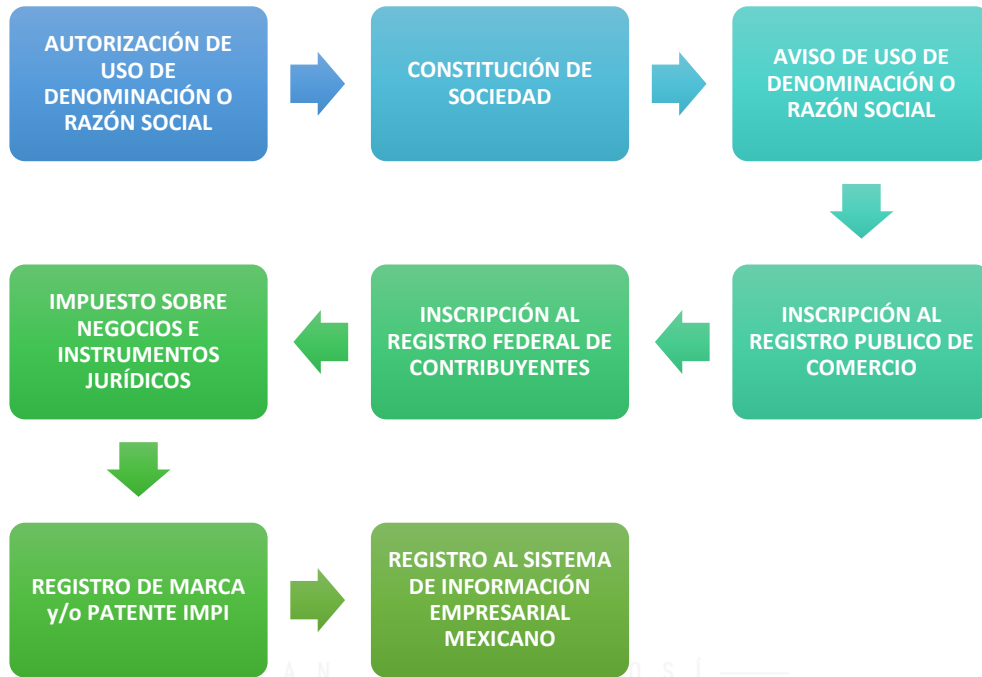 AUTORIZACIÓN DE
USO DE
DENOMINACIÓN O
RAZÓN SOCIAL
CONSTITUCIÓN DE
SOCIEDAD
AVISO DE USO DE
DENOMINACIÓN O
RAZÓN SOCIAL
INSCRIPCIÓN AL
REGISTRO PUBLICO DE
COMERCIO
INSCRIPCIÓN AL
REGISTRO FEDERAL DE
CONTRIBUYENTES
IMPUESTO SOBRE
NEGOCIOS E
INSTRUMENTOS
JURÍDICOS
REGISTRO DE MARCA
y/o PATENTE IMPI
REGISTRO AL SISTEMA
DE INFORMACIÓN
EMPRESARIAL
MEXICANO